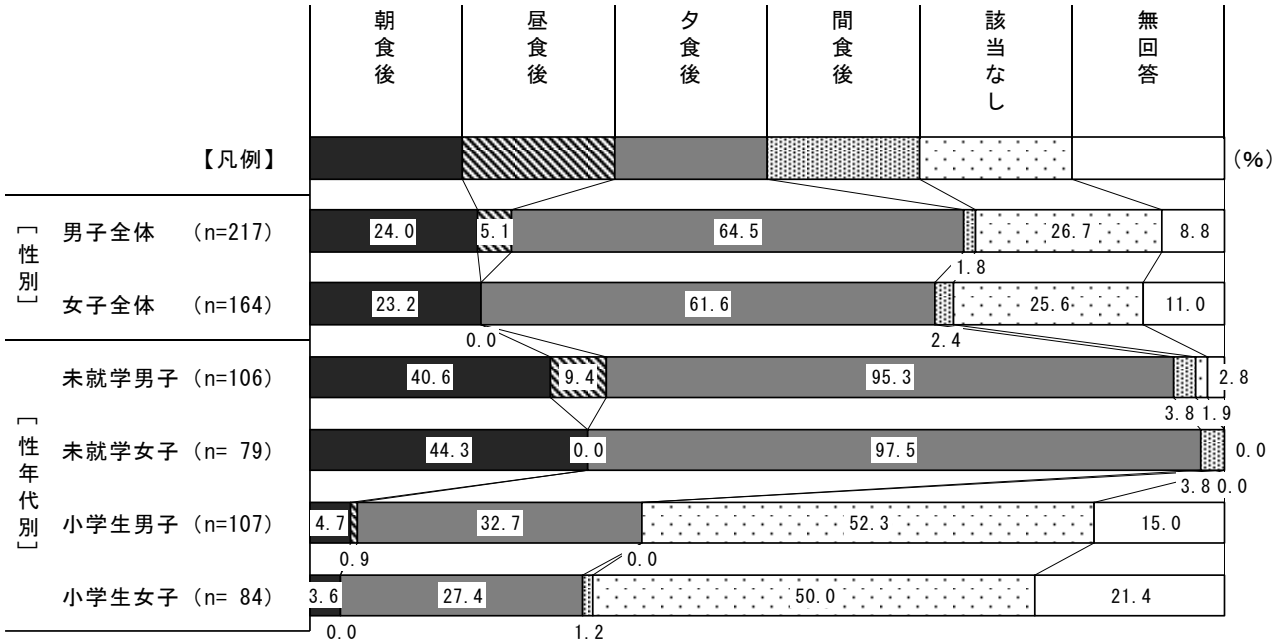 朝食後 昼食後 夕食後 間食後 該当なし 無回答
【凡例】 (%)
［性別］
男子全体 (n=217) 24.0 5.1 64.5 26.7 8.8
1.8
女子全体 (n=164) 23.2 61.6 25.6 11.0
0.0 2.4
［性年代別］
未就学男子 (n=106) 40.6 9.4 95.3 2.8
3.8 1.9
未就学女子 (n= 79) 44.3 0.0 97.5 0.0
3.8 0.0
小学生男子 (n=107) 4.7 32.7 52.3 15.0
0.9 0.0
小学生女子 (n= 84) 3.6 27.4 50.0 21.4
0.0 1.2